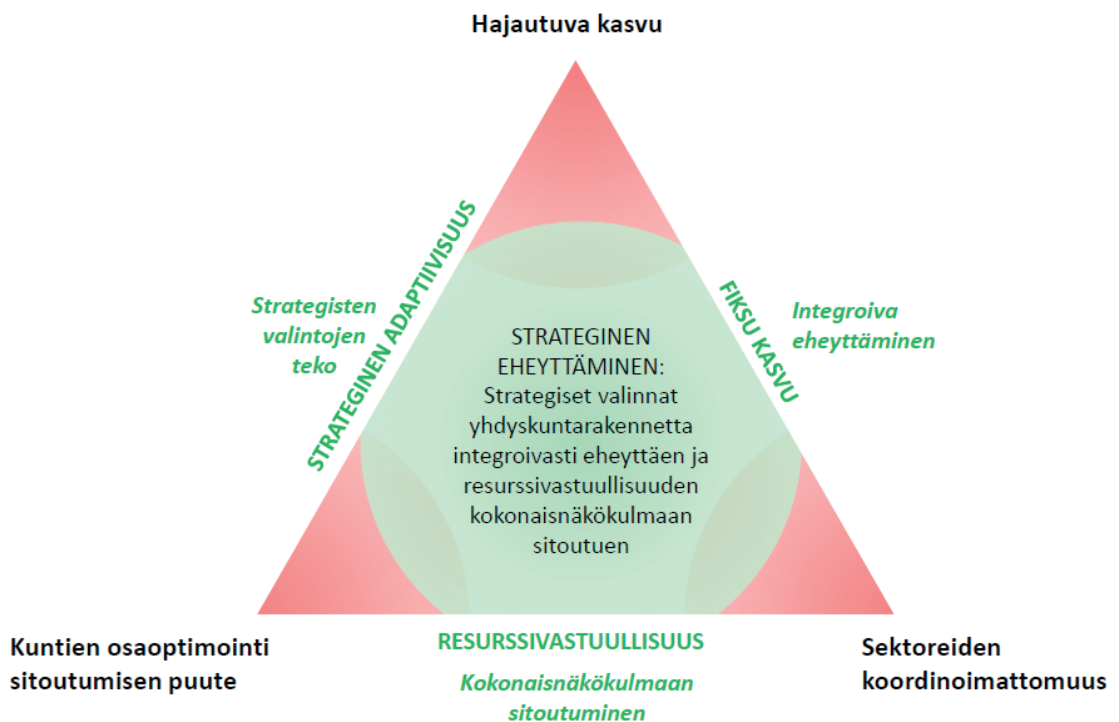 Hajautuva kasvu
STRATEGINEN ADAPTIIVISUUS
Strategisten
valintojen
teko
FIKSU KASVU
Integroiva
eheyttäminen
STRATEGINEN
EHEYTTÄMINEN:
Strategiset valinnat
yhdyskuntarakennetta
integroivasti eheyttäen ja
resurssivastuullisuuden
kokonaisnäkökulmaan
sitoutuen
Kuntien osaoptimointi
sitoutumisen puute
RESURSSIVASTUULLISUUS
Kokonaisnäkökulmaan
sitoutuminen
Sektoreiden
koordinoimattomuus